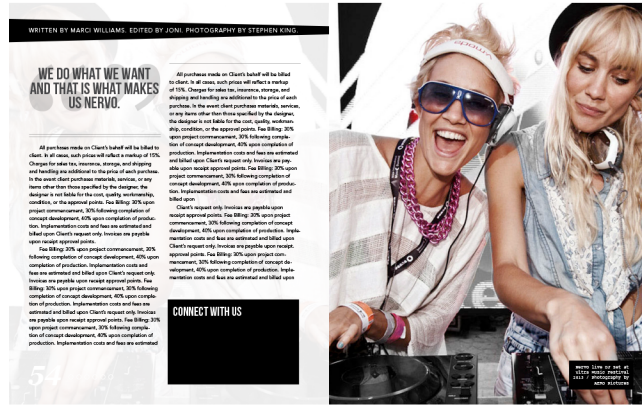 WRITTEN BY MARCI WILLIAMS. EDITED BY JONI. PHOTOGRAPHY BY STEPHEN KING.
WE DO WHAT WE WANT
AND THAT IS WHAT MAKES
US NERVO.
All purchases made on Client's behalf will be billed to
client. In all cases, such prices will reflect a markup of 15%.
Charges for sales tax, insurance, storage, and shipping
and handling are additional to the price of each purchase.
In the event client purchases materials, services, or any
items other than those specified by the designer, the
designer is not liable for the cost, quality, workmanship,
condition, or the approval points. Fee Billing: 30% upon
project commencement, 30% following completion of
concept development, 40% upon completion of produc-
tion. Implementation costs and fees are estimated and
billed upon Client's request only. Invoices are payable
upon receipt approval points.
Fee Billing: 30% upon project commencement, 30%
following completion of concept development, 40% upon
completion of production. Implementation costs and
fees are estimated and billed upon Client's request only.
Invoices are payable upon receipt approval points. Fee
Billing: 30% upon project commencement, 30% following
completion of concept development, 40% upon comple-
tion of production. Implementation costs and fees are
estimated and billed upon Client's request only. Invoices
are payable upon receipt approval points. Fee Billing: 30%
upon project commencement, 30% following comple-
tion of concept development, 40% upon completion of
production. Implementation costs and fees are estimated
All purchases made on Client's behalf will be billed
to client. In all cases, such prices will reflect a markup
of 15%. Charges for sales tax, insurance, storage, and
shipping and handling are additional to the price of each
purchase. In the event client purchases materials, services,
or any items other than those specified by the designer,
the designer is not liable for the cost, quality, workman-
ship, condition, or the approval points. Fee Billing: 30%
upon project commencement, 30% following comple-
tion of concept development, 40% upon completion of
production. Implementation costs and fees are estimated
and billed upon Client's request only. Invoices are pay-
able upon receipt approval points. Fee Billing: 30% upon
project commencement, 30% following completion of
concept development, 40% upon completion of produc-
tion. Implementation costs and fees are estimated and
billed upon
Client's request only. Invoices are payable upon
receipt approval points. Fee Billing: 30% upon project
commencement, 30% following completion of concept
development, 40% upon completion of production. Imple-
mentation costs and fees are estimated and billed upon
Client's request only. Invoices are payable upon receipt
approval points. Fee Billing: 30% upon project com-
mencement, 30% following completion of concept de-
velopment, 40% upon completion of production. Imple-
mentation costs and fees are estimated and billed upon
CONNECT WITH US
nervo live dj set at
ultra music festival
2013 / photography by
arvo pictures